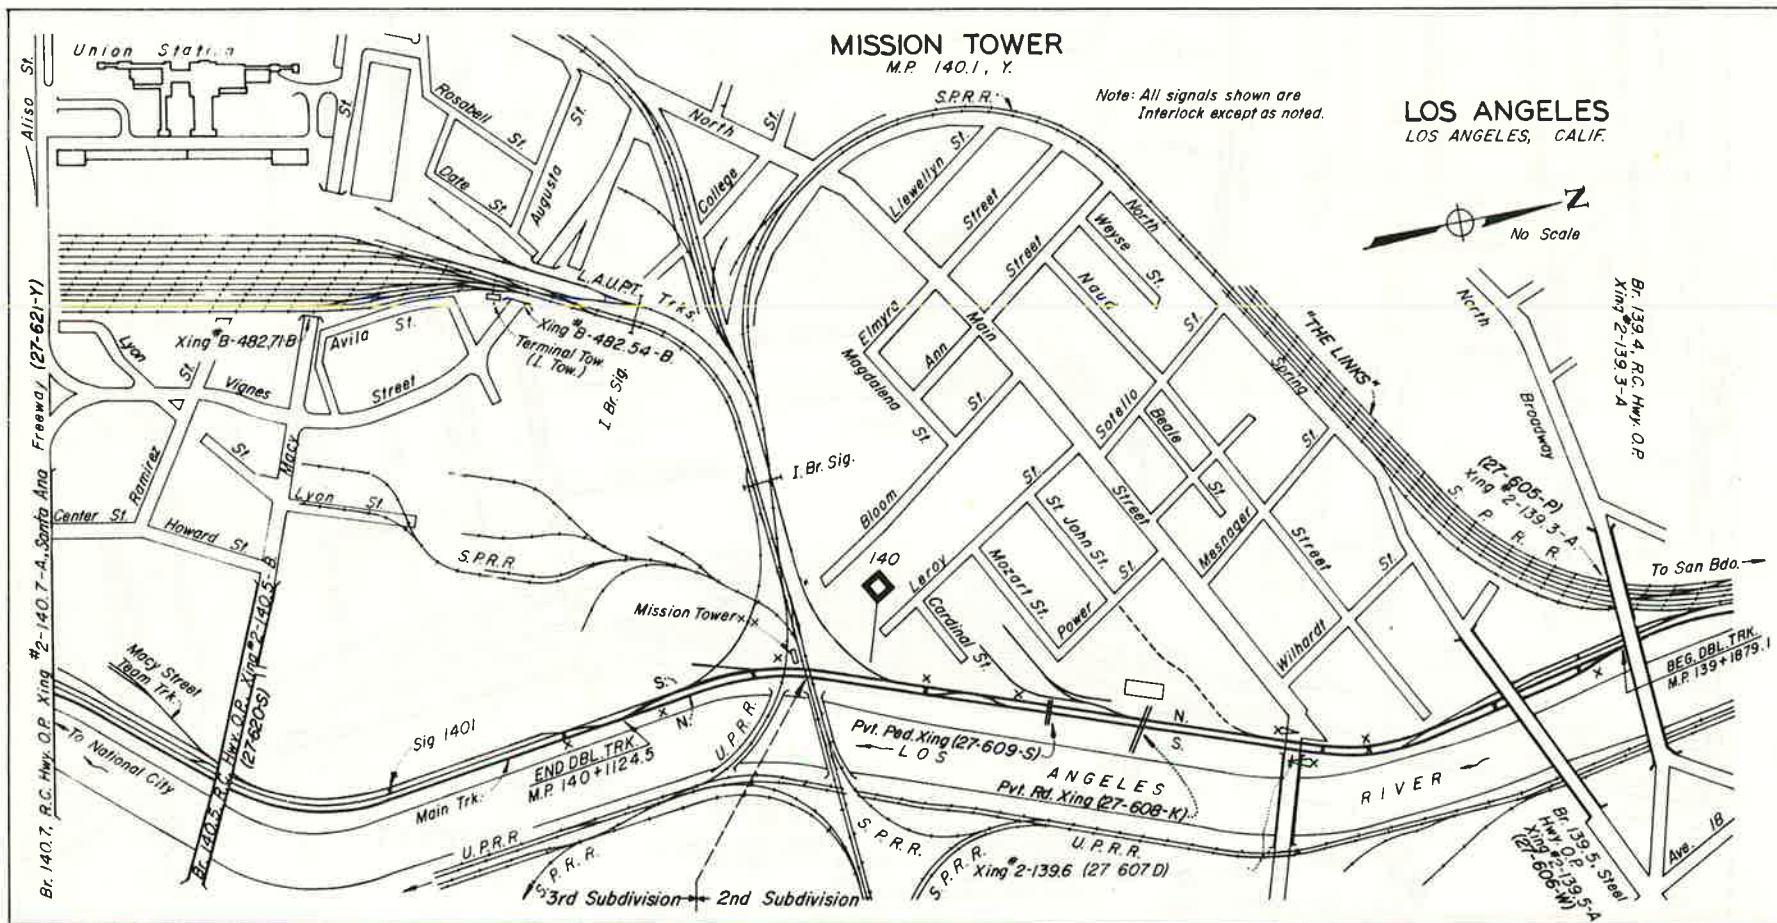 MISSION TOWER
M.P. 140.1, Y.
Note: All signals shown are
Interlock except as noted.
LOS ANGELES
LOS ANGELES, CALIF.
N
No Scale
Union Station
Aliso St.
St.
Rosabell St.
Date St.
Augusta St.
North
College St.
S.P.R.R.
L.A.U.P.T. Trks.
Llewellyn St.
Street
Street
North
Weyse St.
Naud
St.
Elmyra
Main
Magdalena St.
Ann St.
Sotello
Beale St.
Spring
"THE LINKS"
North
Broadway
Br. 139.4, R.C. Hwy. O.P.
Xing #2-139.3-A
(27-605-P)
Xing #2-139.3-A
S. P. R. R.
To San Bdo.
Lyon St.
Xing #B-482.71-B
Avila St.
Vignes Street
Xing #B-482.54-B.
Terminal Tow.
(I. Tow.)
I. Br. Sig.
I. Br. Sig.
Ramirez
St.
Macy
Lyon St.
Center St.
Howard St.
S.P.R.R.
Bloom
140
Leroy St.
St. John St.
Mozart St.
Power St.
Cardinal St.
Street
Mesnager St.
Street
Wilhardt St.
Mission Tower
Br. 140.7, R.C. Hwy. O.P. Xing #2-140.7-A, Santa Ana Freeway (27-621-Y)
Br. 140.5, R.C. Hwy. O.P., Xing #2-140.5-B
(27-620-S)
Macy Street
Team Trk.
To National City
Sig 1401
S.
N.
Main Trk.
END DBL. TRK.
M.P. 140+1124.5
U.P.R.R.
U.P.R.R.
S. P. R. R.
S.P.R.R.
S.P.R.R.
U.P.R.R.
Pvt. Ped. Xing (27-609-S)
LOS ANGELES RIVER
Pvt. Rd. Xing (27-608-K)
N.
S.
Xing #2-139.6 (27 607 D)
BEG. DBL. TRK.
M.P. 139+1879.1
Br. 139.5, Steel
Hwy. O.P.
Xing #2-139.5-A
(27-606-W)
Ave. 18
3rd Subdivision
2nd Subdivision